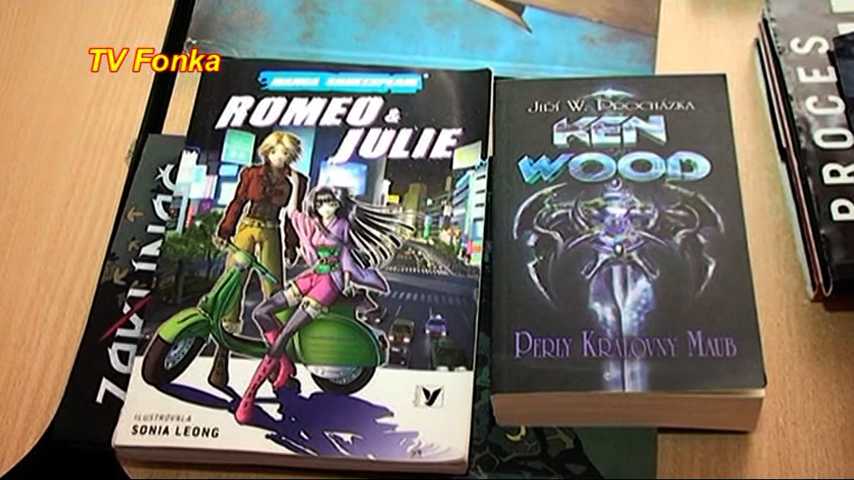 TV Fonka
MANGA SHAKESPEARE
ROMEO &
JULIE
ILUSTROVALA
SONIA LEONG
JIŘÍ W. PROCHÁZKA
KEN
WOOD
PERLY KRÁLOVNY MAUB
PROCES